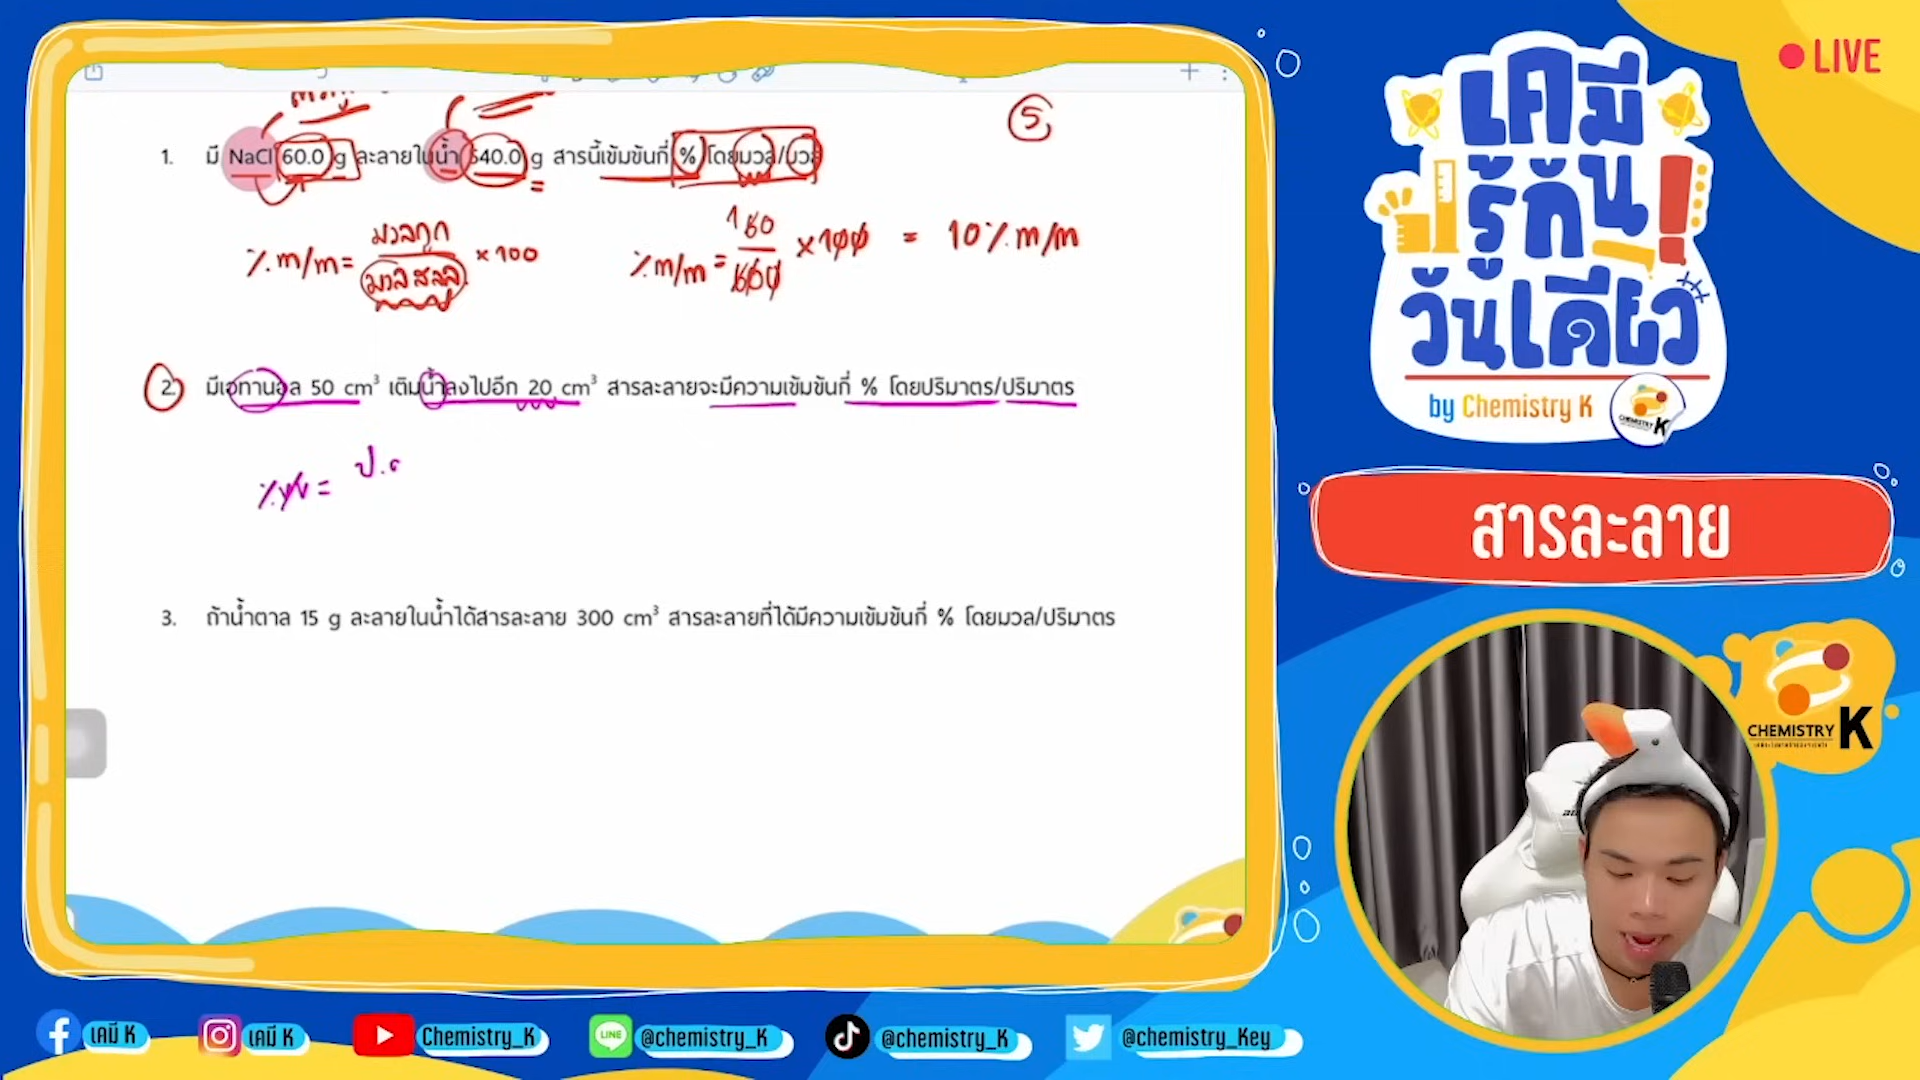 LIVE
เคมี
รู้กัน!
วันเดียว
by Chemistry K
CHEMISTRY K
สารละลาย
5
1. มี NaCl 60.0 g ละลายในน้ำ 540.0 g สารนี้เข้มข้นกี่ % โดยมวล/มวล
%m/m = มวลถูก/มวล สลล × 100
%m/m = 1 60/600 ×100 = 10%m/m
2. มีเอทานอล 50 cm³ เติมน้ำลงไปอีก 20 cm³ สารละลายจะมีความเข้มข้นกี่ % โดยปริมาตร/ปริมาตร
%v/v = ป.
3. ถ้าน้ำตาล 15 g ละลายในน้ำได้สารละลาย 300 cm³ สารละลายที่ได้มีความเข้มข้นกี่ % โดยมวล/ปริมาตร
CHEMISTRY K
เคมี K
เคมี K
Chemistry_K
LINE
@chemistry_K
@chemistry_K
@chemistry_Key